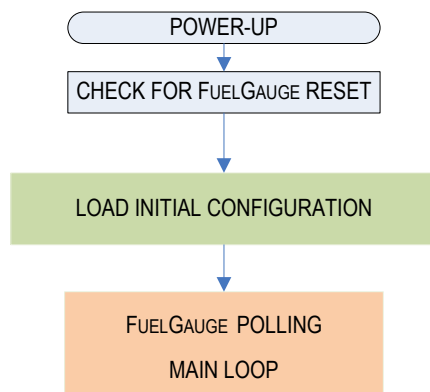 POWER-UP
CHECK FOR FUELGAUGE RESET
LOAD INITIAL CONFIGURATION
FUELGAUGE POLLING
MAIN LOOP